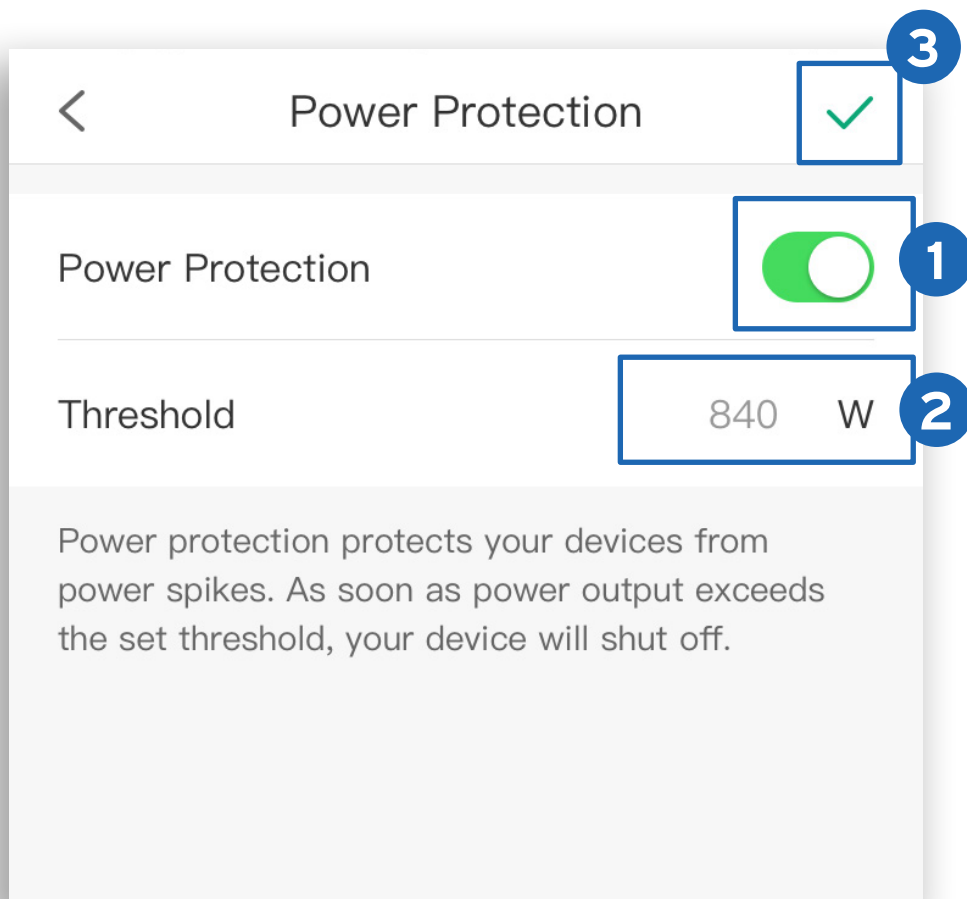 3
Power Protection
Power Protection
1
Threshold 840 W
2
Power protection protects your devices from
power spikes. As soon as power output exceeds
the set threshold, your device will shut off.